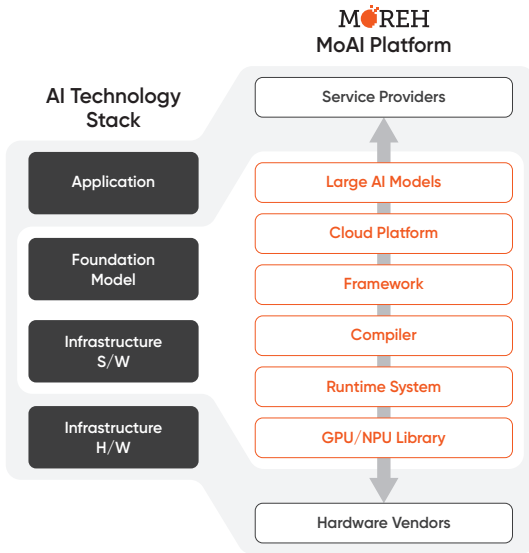 MOREH
MoAI Platform
AI Technology
Stack
Application
Foundation
Model
Infrastructure
S/W
Infrastructure
H/W
Service Providers
Large AI Models
Cloud Platform
Framework
Compiler
Runtime System
GPU/NPU Library
Hardware Vendors